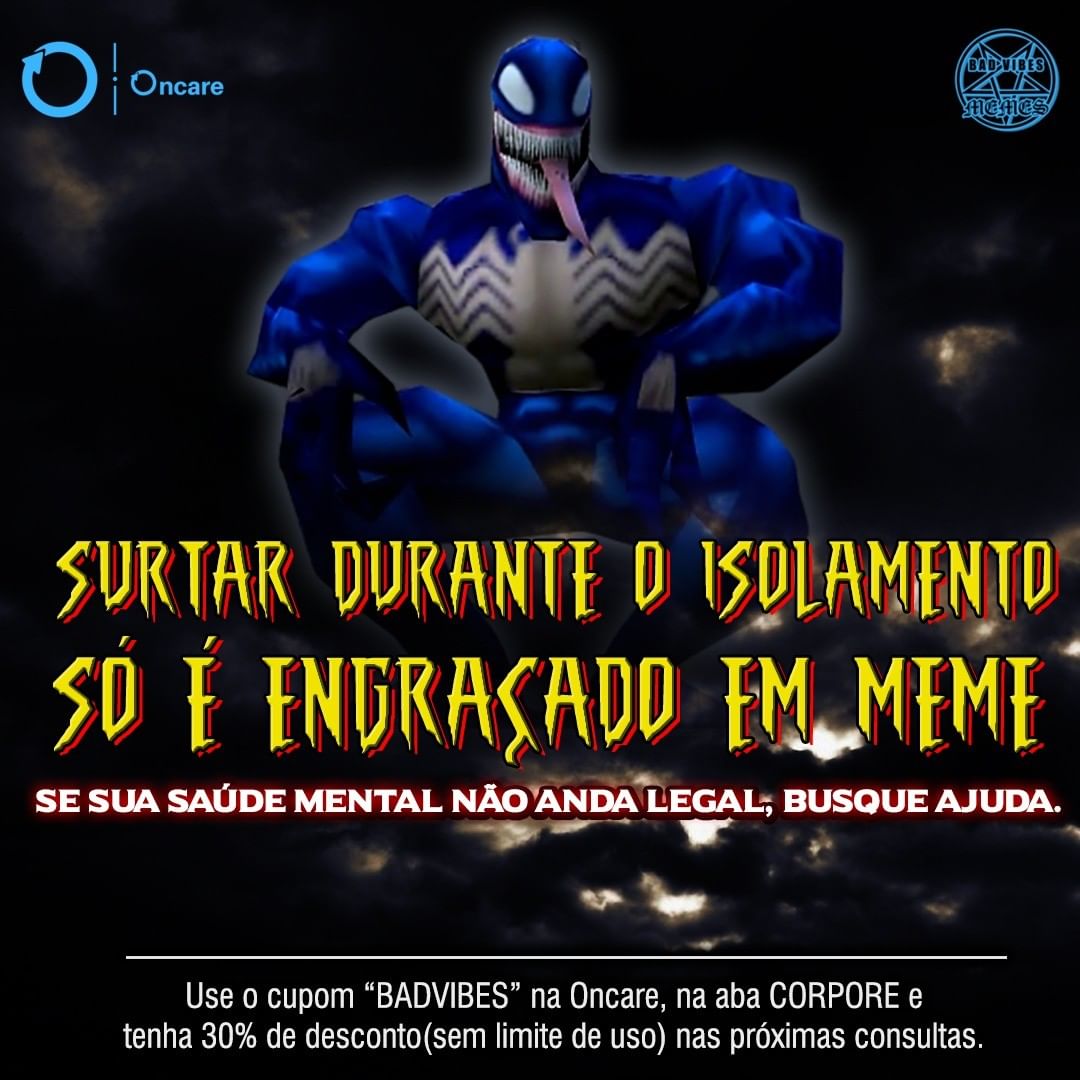 Oncare
BAD VIBES
MEMES
SURTAR DURANTE O ISOLAMENTO
SÓ É ENGRAÇADO EM MEME
SE SUA SAÚDE MENTAL NÃO ANDA LEGAL, BUSQUE AJUDA.
Use o cupom “BADVIBES” na Oncare, na aba CORPORE e
tenha 30% de desconto(sem limite de uso) nas próximas consultas.